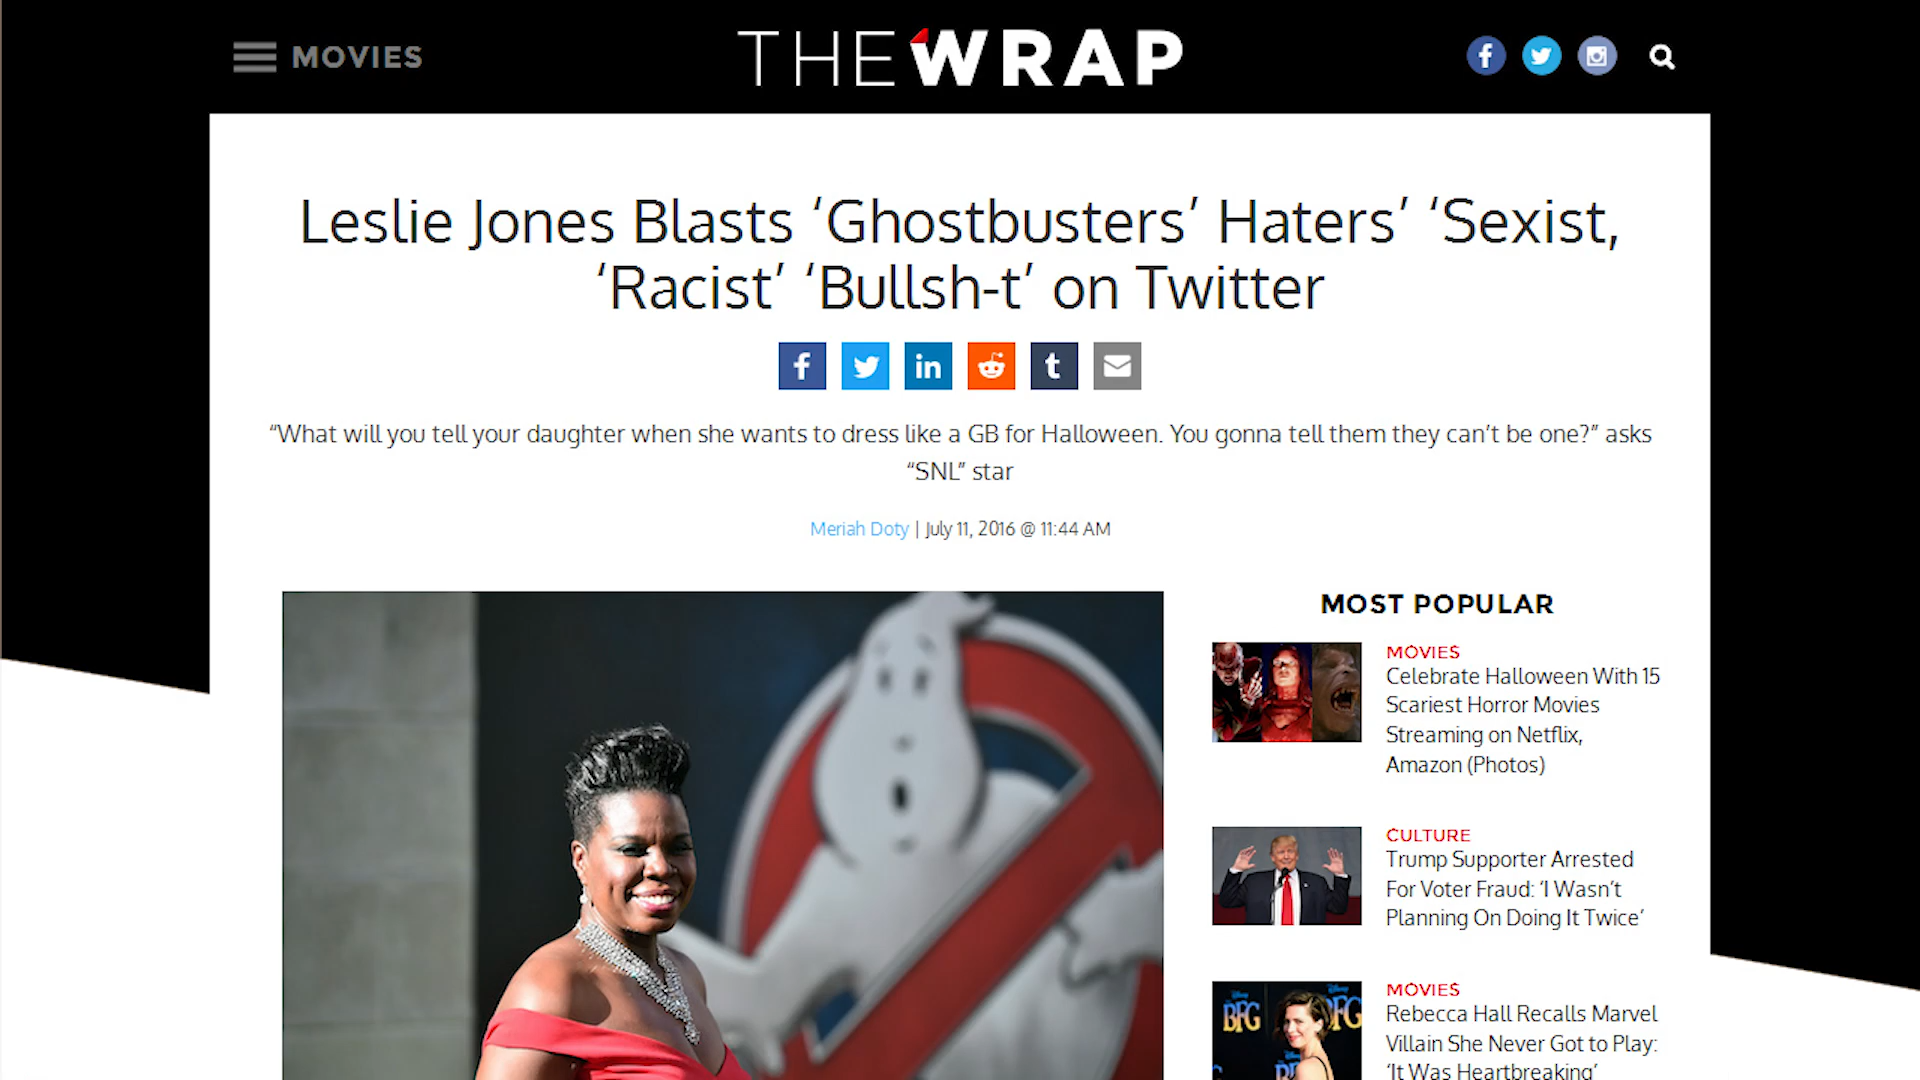 MOVIES
THEWRAP
Leslie Jones Blasts ‘Ghostbusters’ Haters’ ‘Sexist,
‘Racist’ ‘Bullsh-t’ on Twitter
“What will you tell your daughter when she wants to dress like a GB for Halloween. You gonna tell them they can’t be one?” asks
“SNL” star
Meriah Doty | July 11, 2016 @ 11:44 AM
MOST POPULAR
MOVIES
Celebrate Halloween With 15
Scariest Horror Movies
Streaming on Netflix,
Amazon (Photos)
CULTURE
Trump Supporter Arrested
For Voter Fraud: ‘I Wasn’t
Planning On Doing It Twice’
MOVIES
Rebecca Hall Recalls Marvel
Villain She Never Got to Play:
‘It Was Heartbreaking’
BFG